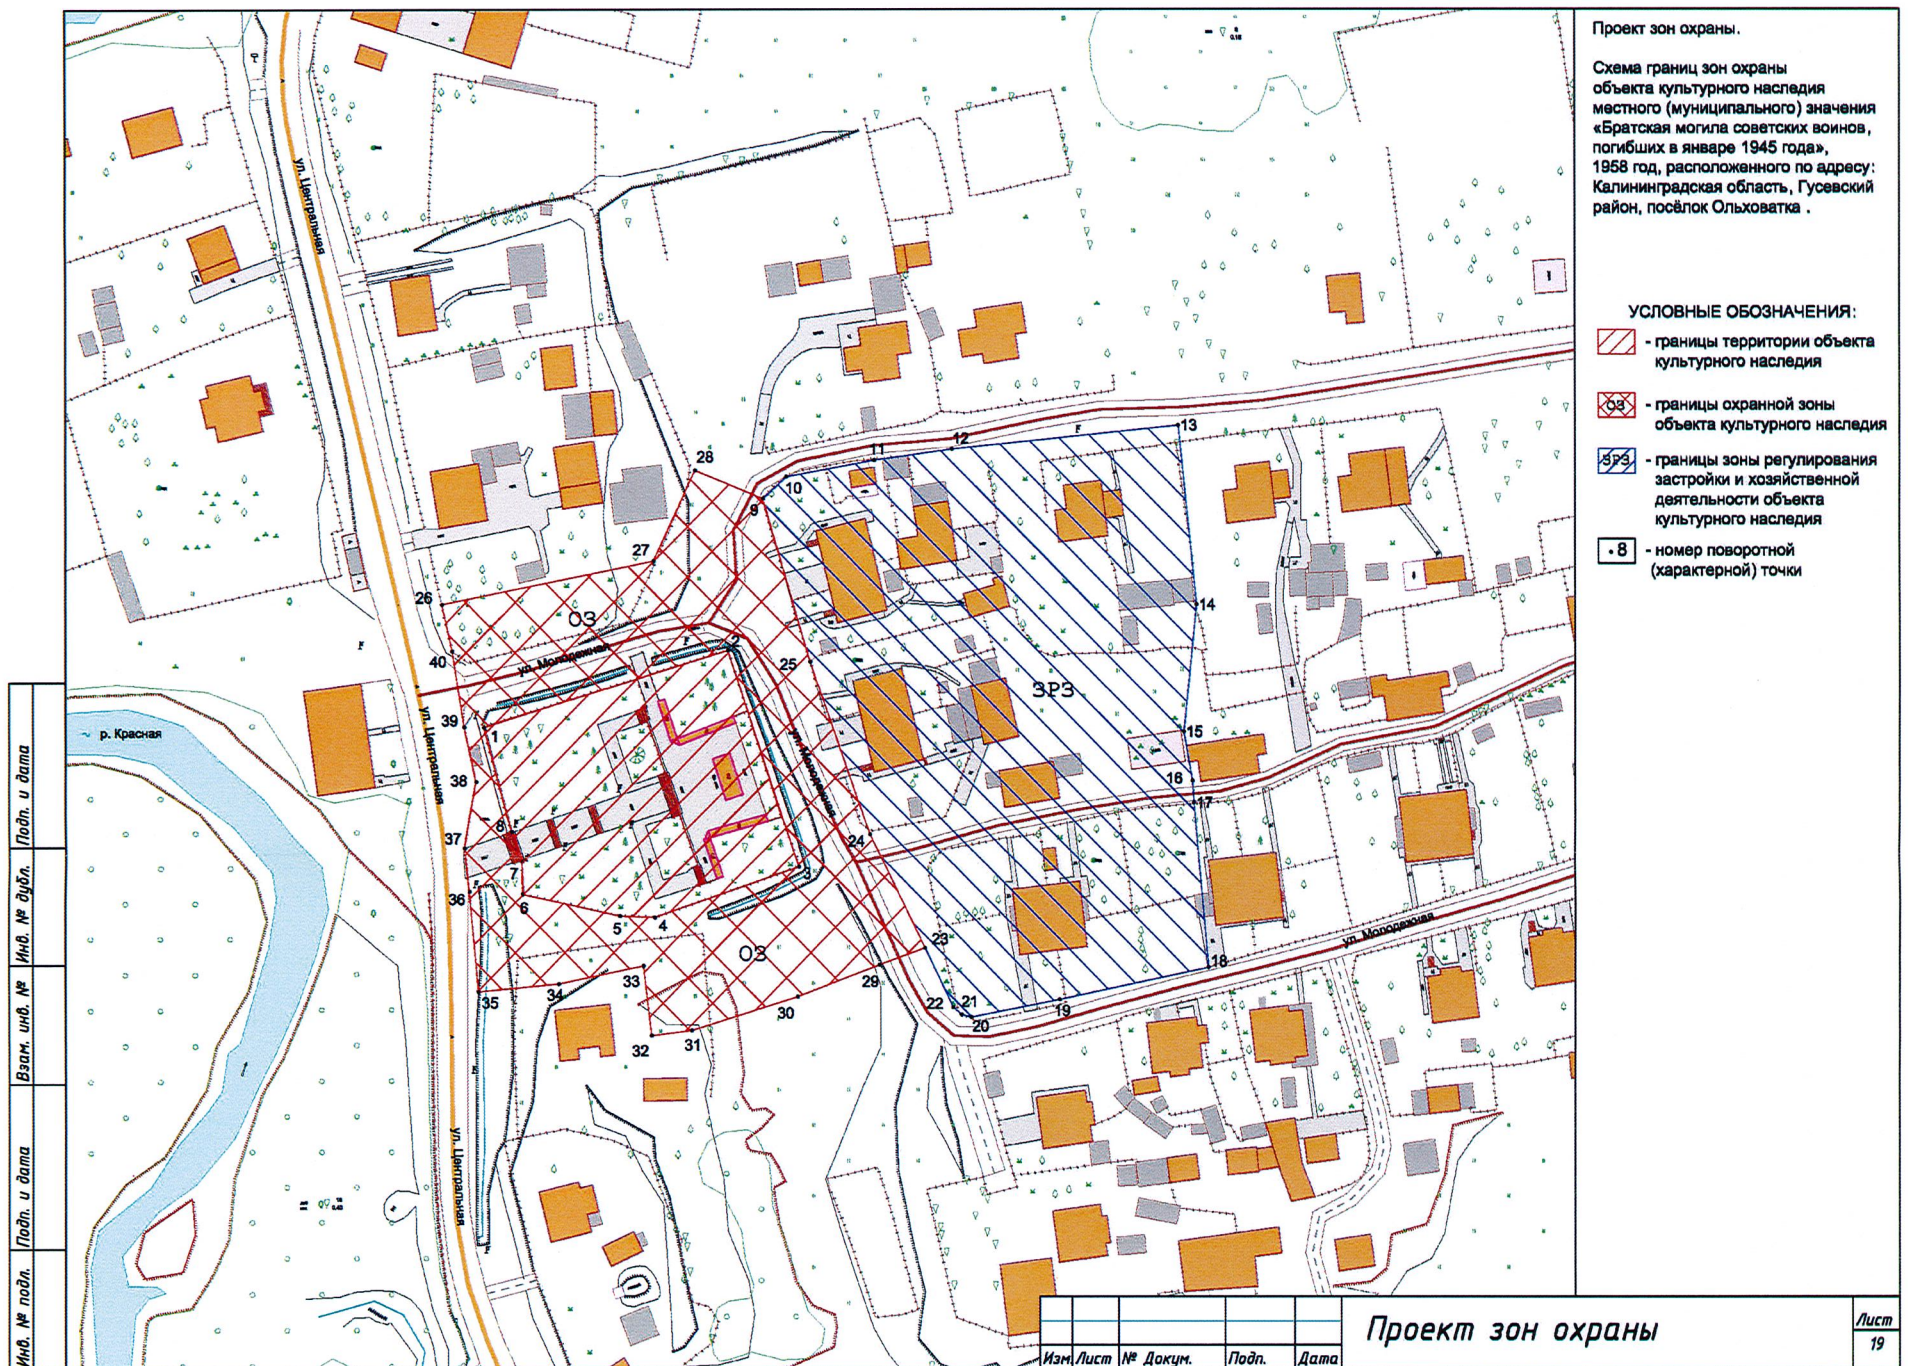 Проект зон охраны.
Схема границ зон охраны
объекта культурного наследия
местного (муниципального) значения
«Братская могила советских воинов,
погибших в январе 1945 года»,
1958 год, расположенного по адресу:
Калининградская область, Гусевский
район, посёлок Ольховатка .
УСЛОВНЫЕ ОБОЗНАЧЕНИЯ:
- границы территории объекта
культурного наследия
ОЗ - границы охранной зоны
объекта культурного наследия
ЗРЗ - границы зоны регулирования
застройки и хозяйственной
деятельности объекта
культурного наследия
• 8 - номер поворотной
(характерной) точки
ул. Центральная
28
13
12
11
10
9
27
26
ОЗ
14
40
ул. Молодежная
2
25
ЗРЗ
39
1
15
р. Красная
ул. Центральная
ул. Молодежная
38
16
17
8
37
24
7
3
36
6
5
4
ул. Молодежная
ОЗ
23
29
18
33
34
35
22
21
19
30
20
32
31
ул. Центральная
Подп. и дата
Инв. № дубл.
Взам. инв. №
Подп. и дата
Инв. № подл.
Изм.
Лист
№ Докум.
Подп.
Дата
Проект зон охраны
Лист
19